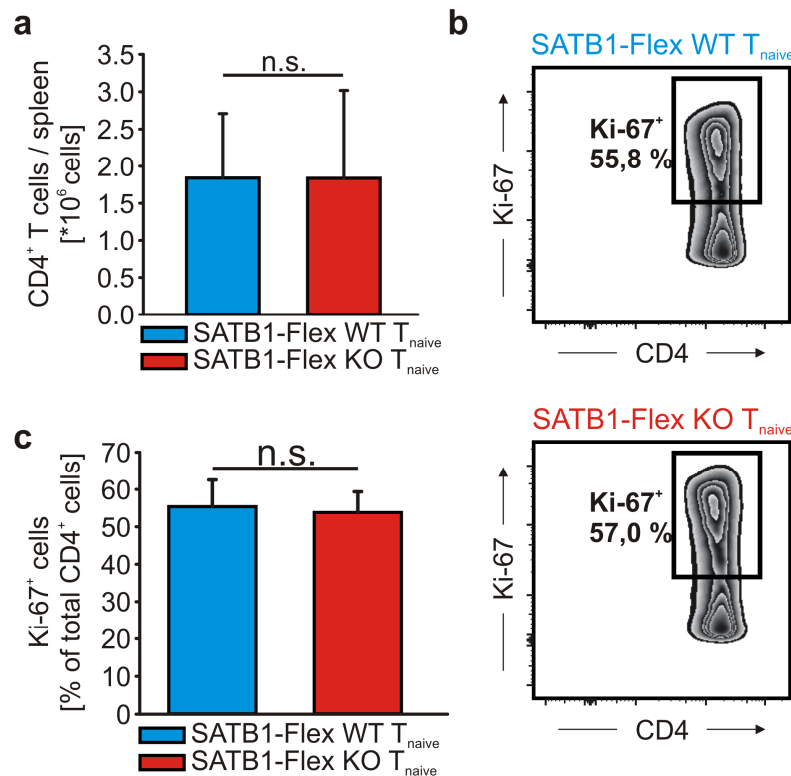 a
CD4⁺ T cells / spleen
[*10⁶ cells]
3.5
3.0
2.5
2.0
1.5
1.0
0.5
0.0
n.s.
SATB1-Flex WT Tnaive
SATB1-Flex KO Tnaive
b
SATB1-Flex WT Tnaive
Ki-67⁺
55,8 %
Ki-67
CD4
SATB1-Flex KO Tnaive
Ki-67⁺
57,0 %
Ki-67
CD4
c
Ki-67⁺ cells
[% of total CD4⁺ cells]
70
60
50
40
30
20
10
0
n.s.
SATB1-Flex WT Tnaive
SATB1-Flex KO Tnaive